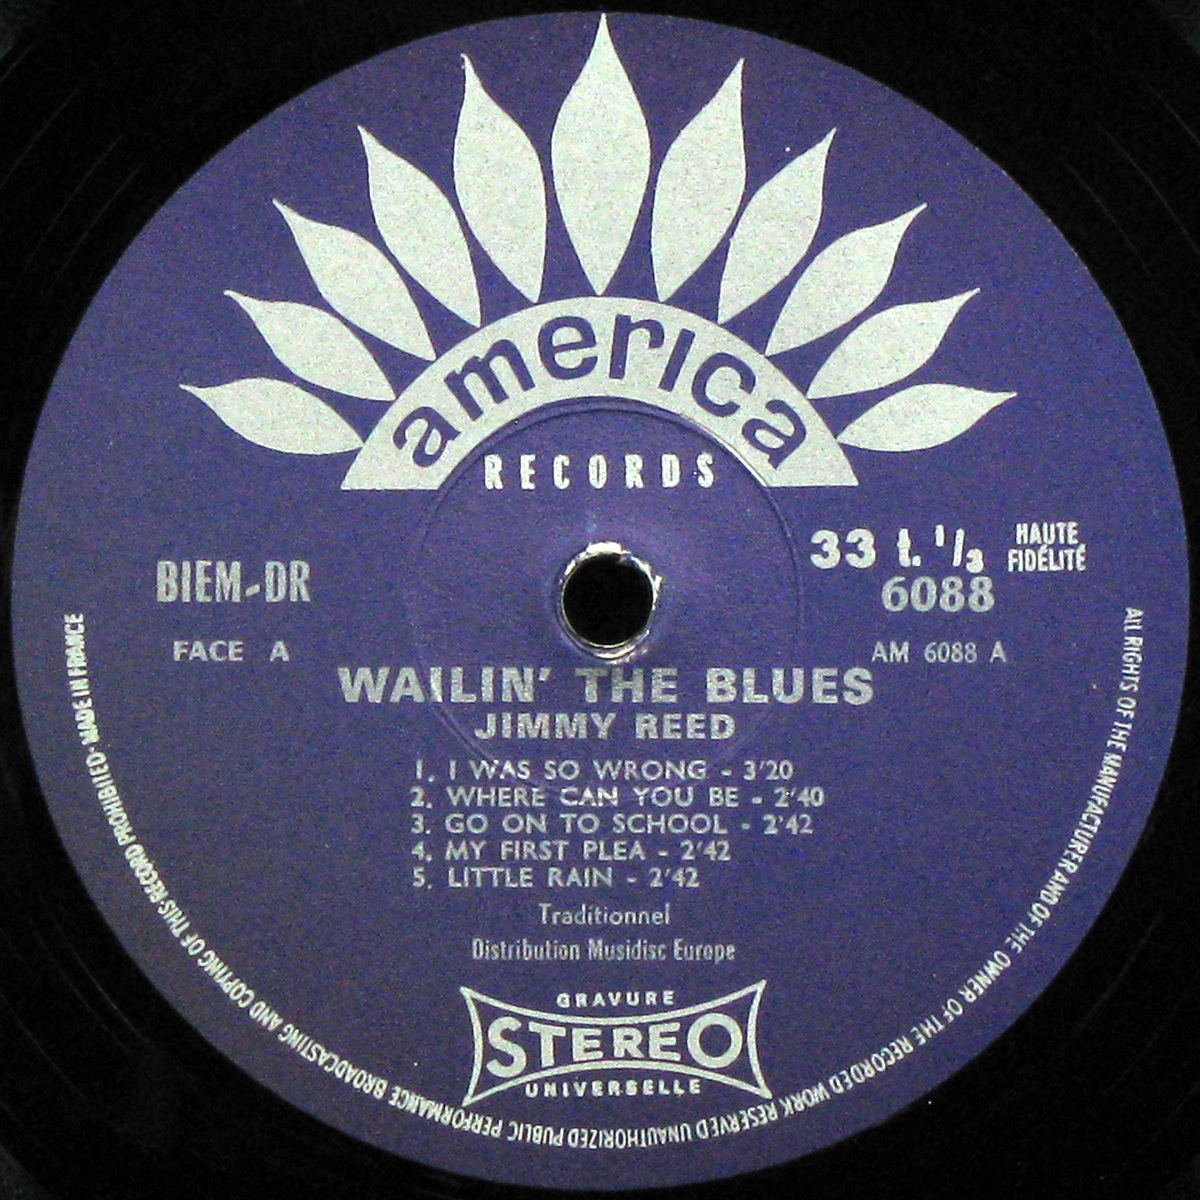 america
RECORDS
33 t. 1/3 HAUTE FIDÉLITÉ
BIEM-DR
6088
FACE A
AM 6088 A
WAILIN' THE BLUES
JIMMY REED
1. I WAS SO WRONG - 3'20
2. WHERE CAN YOU BE - 2'40
3. GO ON TO SCHOOL - 2'42
4. MY FIRST PLEA - 2'42
5. LITTLE RAIN - 2'42
Traditionnel
Distribution Musidisc Europe
GRAVURE
STEREO
UNIVERSELLE
ALL RIGHTS OF THE MANUFACTURER AND OF THE OWNER OF THE RECORDED WORK RESERVED UNAUTHORIZED PUBLIC PERFORMANCE BROADCASTING AND COPYING OF THIS RECORD PROHIBITED - MADE IN FRANCE